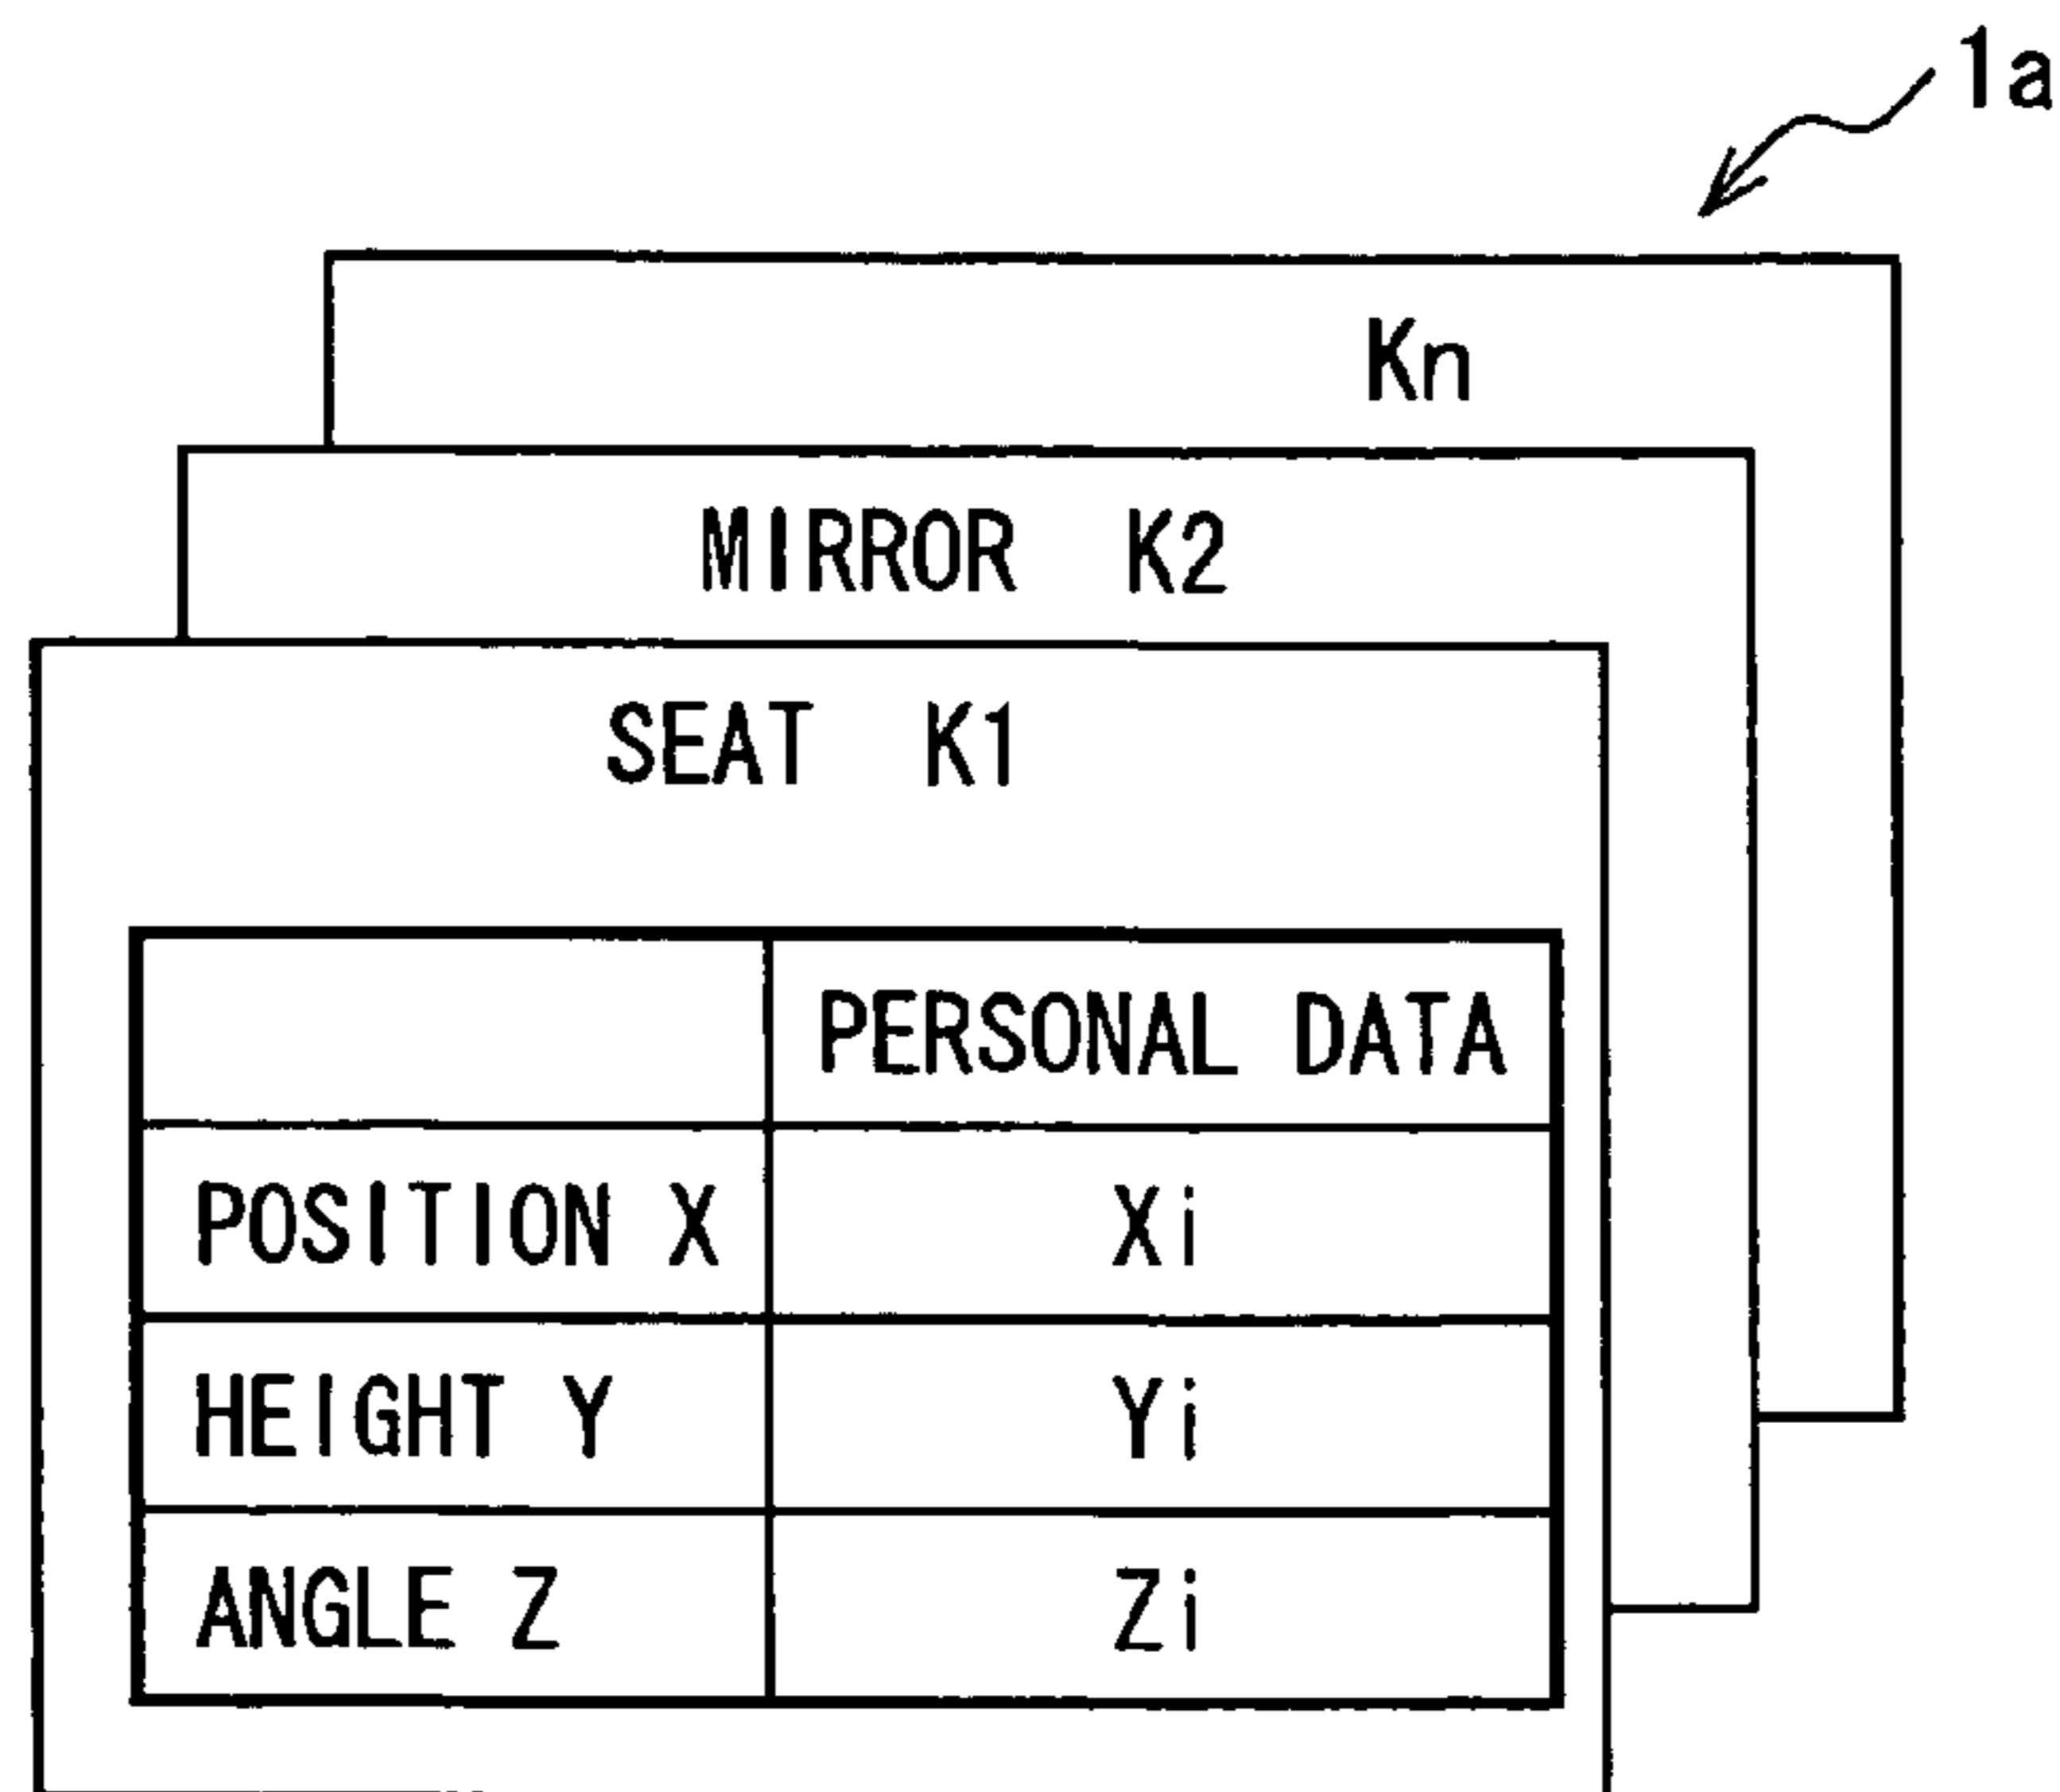 1a
Kn
MIRROR K2
SEAT K1
PERSONAL DATA
POSITION X Xi
HEIGHT Y Yi
ANGLE Z Zi